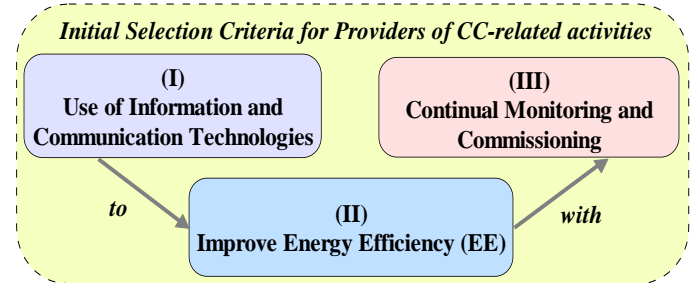 Initial Selection Criteria for Providers of CC-related activities
(I)
Use of Information and
Communication Technologies
(III)
Continual Monitoring and
Commissioning
to
(II)
Improve Energy Efficiency (EE)
with